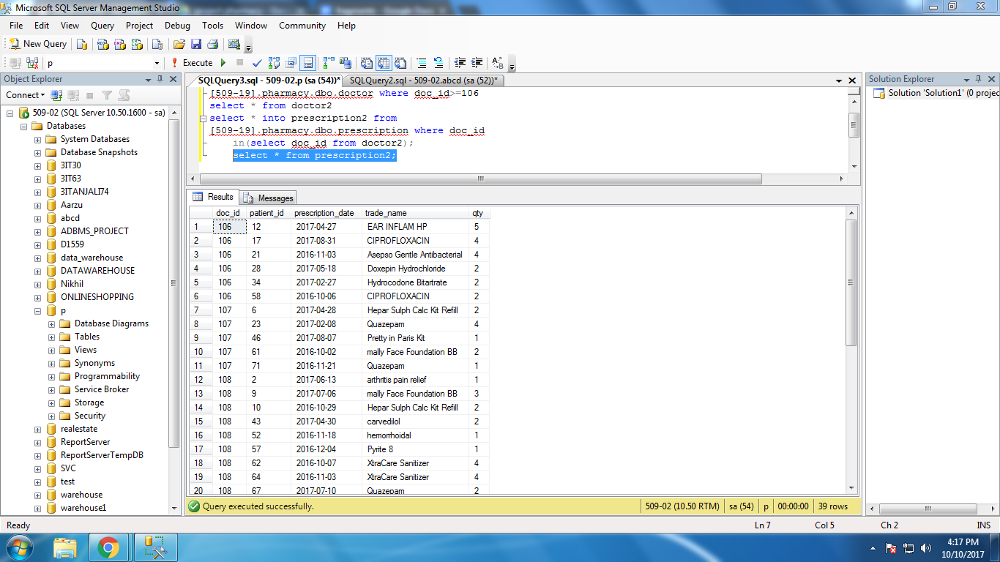 Microsoft SQL Server Management Studio
File Edit View Query Project Debug Tools Window Community Help
New Query
p Execute
Object Explorer
Connect
509-02 (SQL Server 10.50.1600 - sa)
Databases
System Databases
Database Snapshots
3IT30
3IT63
3ITANJALI74
Aarzu
abcd
ADBMS_PROJECT
D1559
data_warehouse
DATAWAREHOUSE
Nikhil
ONLINESHOPPING
p
Database Diagrams
Tables
Views
Synonyms
Programmability
Service Broker
Storage
Security
realestate
ReportServer
ReportServerTempDB
SVC
test
warehouse
warehouse1
SQLQuery3.sql - 509-02.p (sa (54))* SQLQuery2.sql - 509-02.abcd (sa (52))*
[509-19].pharmacy.dbo.doctor where doc_id>=106
select * from doctor2
select * into prescription2 from
[509-19].pharmacy.dbo.prescription where doc_id
in(select doc_id from doctor2);
select * from prescription2;
Results Messages
doc_id patient_id prescription_date trade_name qty
1 106 12 2017-04-27 EAR INFLAM HP 5
2 106 17 2017-08-31 CIPROFLOXACIN 4
3 106 21 2016-11-03 Asepso Gentle Antibacterial 4
4 106 28 2017-05-18 Doxepin Hydrochloride 2
5 106 34 2017-02-27 Hydrocodone Bitartrate 2
6 106 58 2016-10-06 CIPROFLOXACIN 2
7 107 6 2017-04-28 Hepar Sulph Calc Kit Refill 2
8 107 23 2017-02-08 Quazepam 4
9 107 46 2017-08-07 Pretty in Paris Kit 1
10 107 61 2016-10-02 mally Face Foundation BB 2
11 107 71 2016-11-21 Quazepam 1
12 108 2 2017-06-13 arthritis pain relief 1
13 108 9 2017-07-06 mally Face Foundation BB 3
14 108 10 2016-10-29 Hepar Sulph Calc Kit Refill 2
15 108 43 2017-04-30 carvedilol 2
16 108 52 2016-11-18 hemorrhoidal 1
17 108 57 2016-12-04 Pyrite 8 1
18 108 62 2016-10-07 XtraCare Sanitizer 4
19 108 64 2016-11-03 XtraCare Sanitizer 4
20 108 67 2017-07-10 Quazepam 2
Query executed successfully. 509-02 (10.50 RTM) sa (54) p 00:00:00 39 rows
Solution Explorer
Solution 'Solution1' (0 projec
Ready Ln 7 Col 5 Ch 2 INS
4:17 PM
10/10/2017